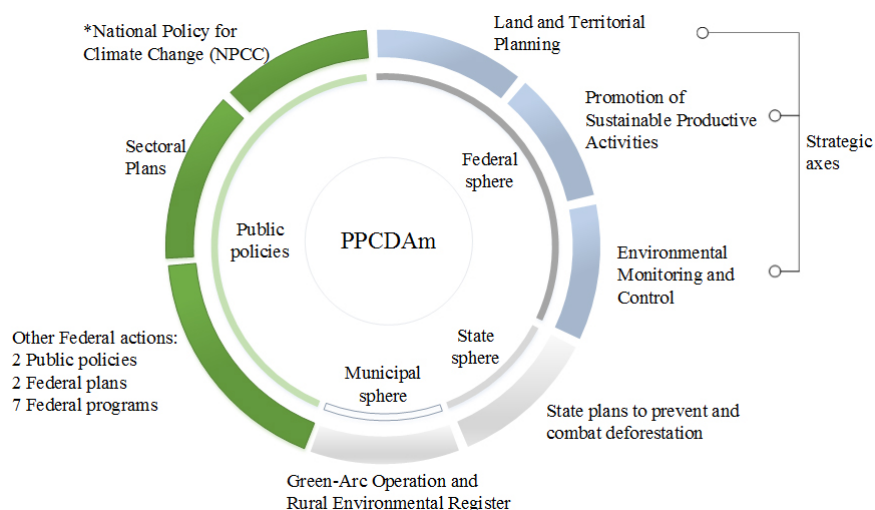 *National Policy for
Climate Change (NPCC)
Land and Territorial
Planning
Promotion of
Sustainable Productive
Activities
Strategic
axes
Sectoral
Plans
Federal
sphere
Public
policies
PPCDAm
Environmental
Monitoring and
Control
State
sphere
Municipal
sphere
Other Federal actions:
2 Public policies
2 Federal plans
7 Federal programs
State plans to prevent and
combat deforestation
Green-Arc Operation and
Rural Environmental Register